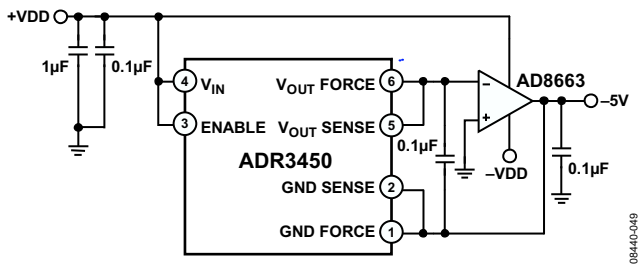 +VDD
1µF
0.1µF
4
VIN
3
ENABLE
ADR3450
VOUT FORCE
6
VOUT SENSE
5
GND SENSE
2
GND FORCE
1
0.1µF
AD8663
–
+
–VDD
–5V
0.1µF
08440-049